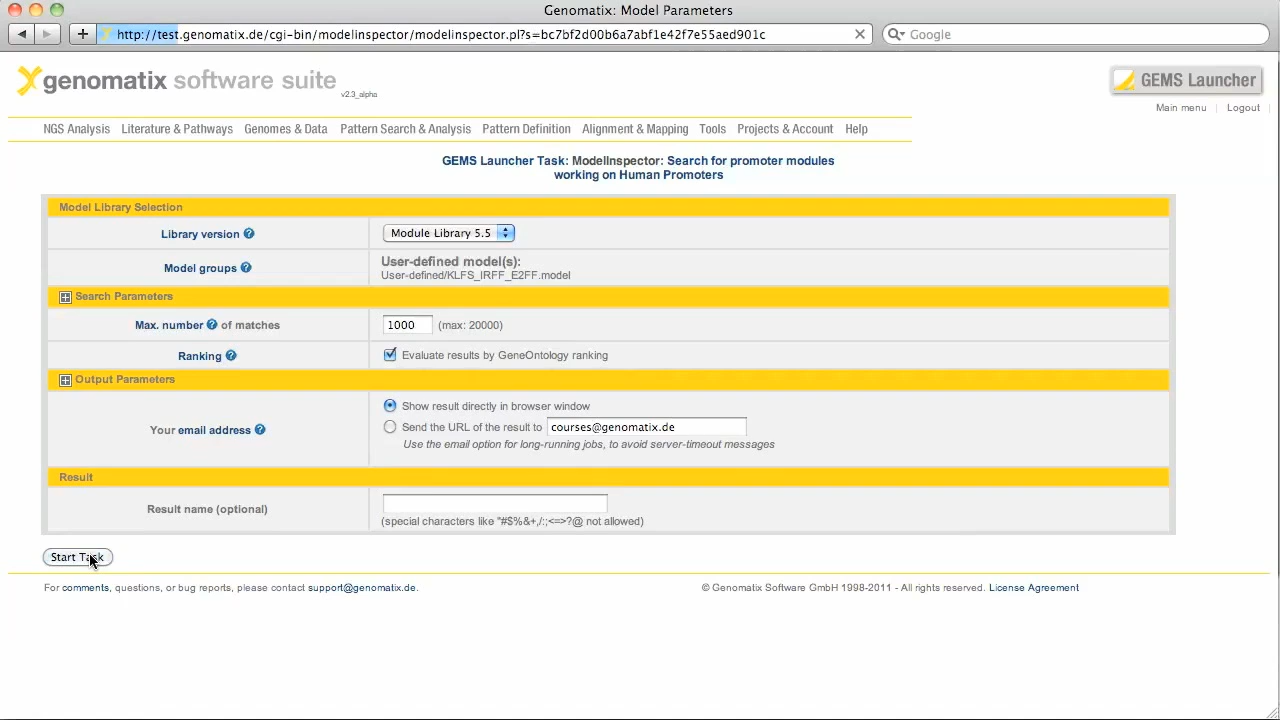 Genomatix: Model Parameters
http://test.genomatix.de/cgi-bin/modelinspector/modelinspector.pl?s=bc7bf2d00b6a7abf1e42f7e55aed901c
Google
genomatix software suite
v2.3_alpha
GEMS Launcher
Main menu | Logout |
NGS Analysis Literature & Pathways Genomes & Data Pattern Search & Analysis Pattern Definition Alignment & Mapping Tools Projects & Account Help
GEMS Launcher Task: ModelInspector: Search for promoter modules
working on Human Promoters
Model Library Selection
Library version ? Module Library 5.5
Model groups ? User-defined model(s):
User-defined/KLFS_IRFF_E2FF.model
Search Parameters
Max. number ? of matches 1000 (max: 20000)
Ranking ? Evaluate results by GeneOntology ranking
Output Parameters
Show result directly in browser window
Your email address ? Send the URL of the result to courses@genomatix.de
Use the email option for long-running jobs, to avoid server-timeout messages
Result
Result name (optional)
(special characters like "#$%&+,/:;<=>?@ not allowed)
Start Task
For comments, questions, or bug reports, please contact support@genomatix.de.
© Genomatix Software GmbH 1998-2011 - All rights reserved. License Agreement